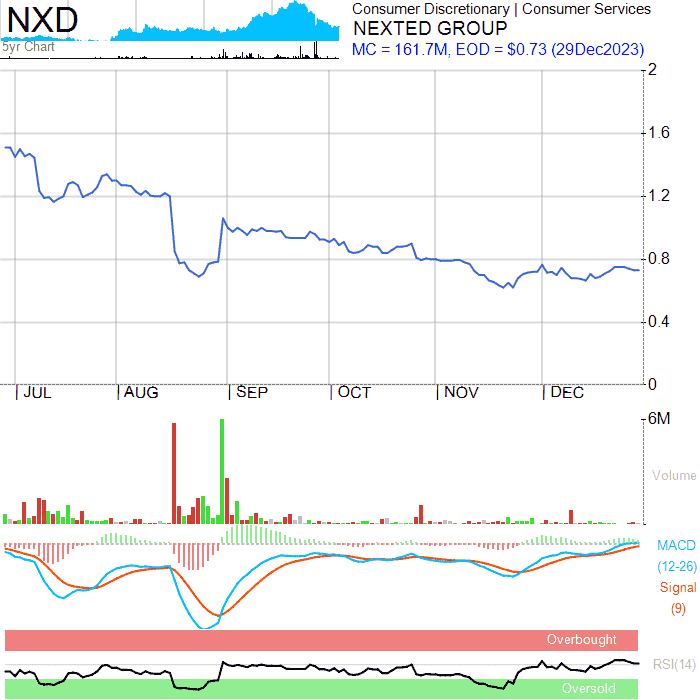 NXD
5yr Chart
Consumer Discretionary | Consumer Services
NEXTED GROUP
MC = 161.7M, EOD = $0.73 (29Dec2023)
2
1.6
1.2
0.8
0.4
0
JUL AUG SEP OCT NOV DEC
6M
Volume
MACD
(12-26)
Signal
(9)
Overbought
RSI(14)
Oversold